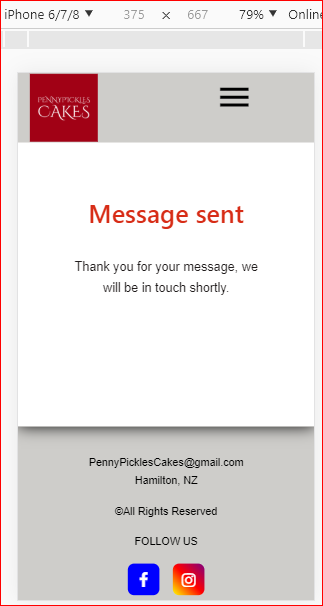 iPhone 6/7/8 ▼ 375 × 667 79% ▼ Online
PENNYPICKLES
CAKES
Message sent
Thank you for your message, we
will be in touch shortly.
PennyPicklesCakes@gmail.com
Hamilton, NZ
©All Rights Reserved
FOLLOW US